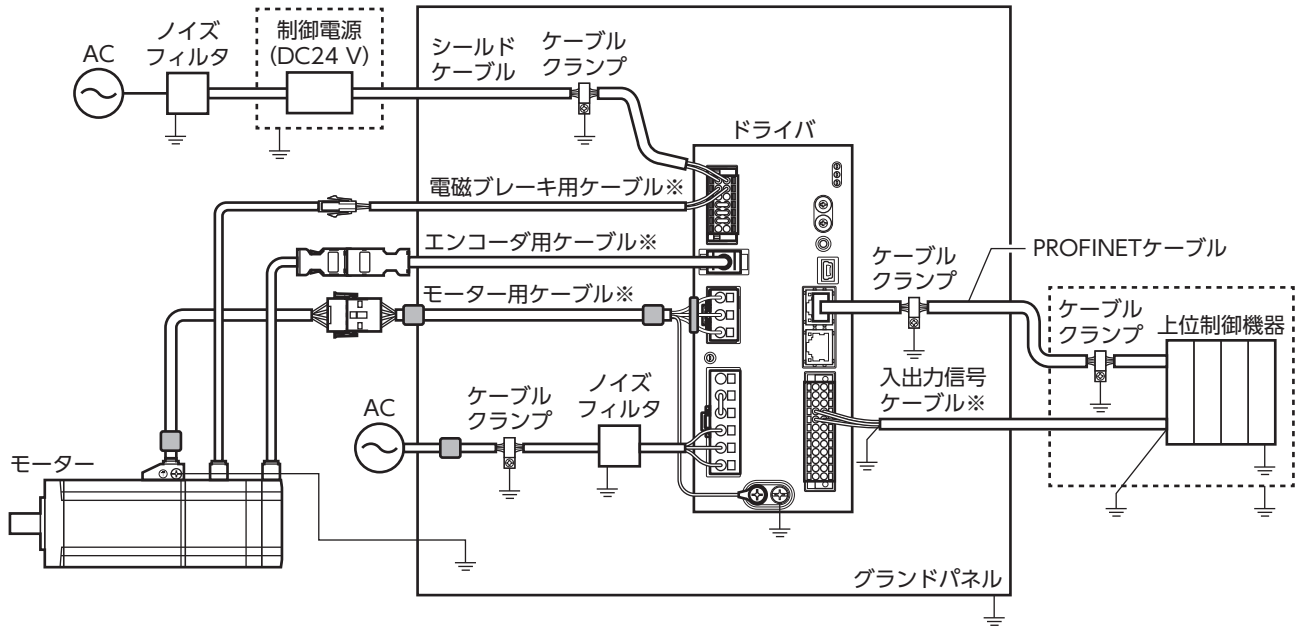 AC
ノイズ
フィルタ
制御電源
(DC24 V)
シールド
ケーブル
ケーブル
クランプ
ドライバ
電磁ブレーキ用ケーブル※
エンコーダ用ケーブル※
モーター用ケーブル※
ケーブル
クランプ
PROFINETケーブル
ケーブル
クランプ
上位制御機器
入出力信号
ケーブル※
AC
ケーブル
クランプ
ノイズ
フィルタ
モーター
グランドパネル